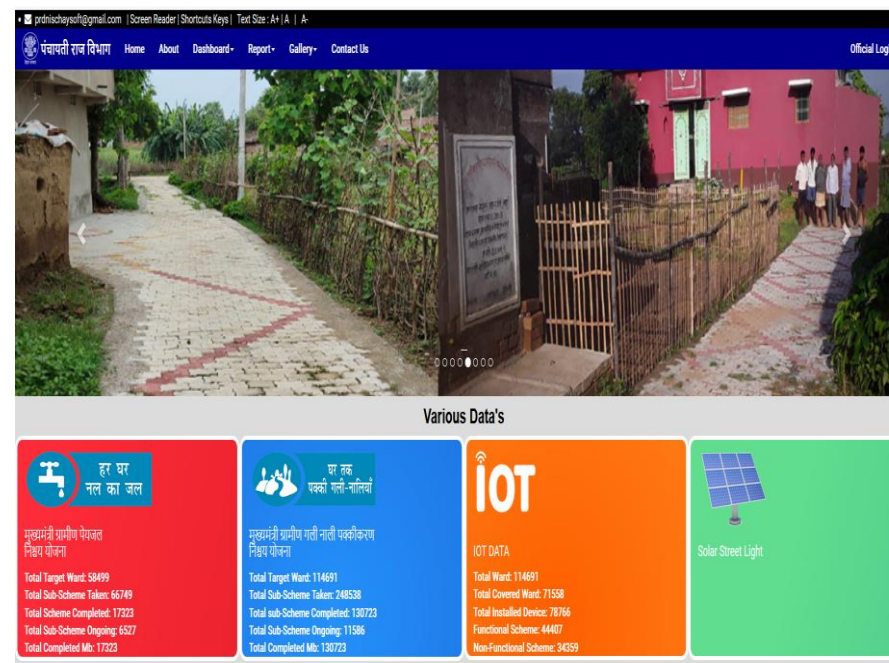 prdnischaysoft@gmail.com | Screen Reader | Shortcuts Keys | Text Size : A+ | A | A-
पंचायती राज विभाग Home About Dashboard Report Gallery Contact Us Official Logi
Various Data's
हर घर
नल का जल
मुख्यमंत्री ग्रामीण पेयजल
निश्चय योजना
Total Target Ward: 58499
Total Sub-Scheme Taken: 66749
Total Scheme Completed: 17323
Total Sub-Scheme Ongoing: 6527
Total Completed Mb: 17323
घर तक
पक्की गली-नालियाँ
मुख्यमंत्री ग्रामीण गली नाली पक्कीकरण
निश्चय योजना
Total Target Ward: 114691
Total Sub-Scheme Taken: 248538
Total sub-Scheme Completed: 130723
Total Sub-Scheme Ongoing: 11586
Total Completed Mb: 130723
IOT
IOT DATA
Total Ward: 114691
Total Covered Ward: 71558
Total Installed Device: 78766
Functional Scheme: 44407
Non-Functional Scheme: 34359
Solar Street Light